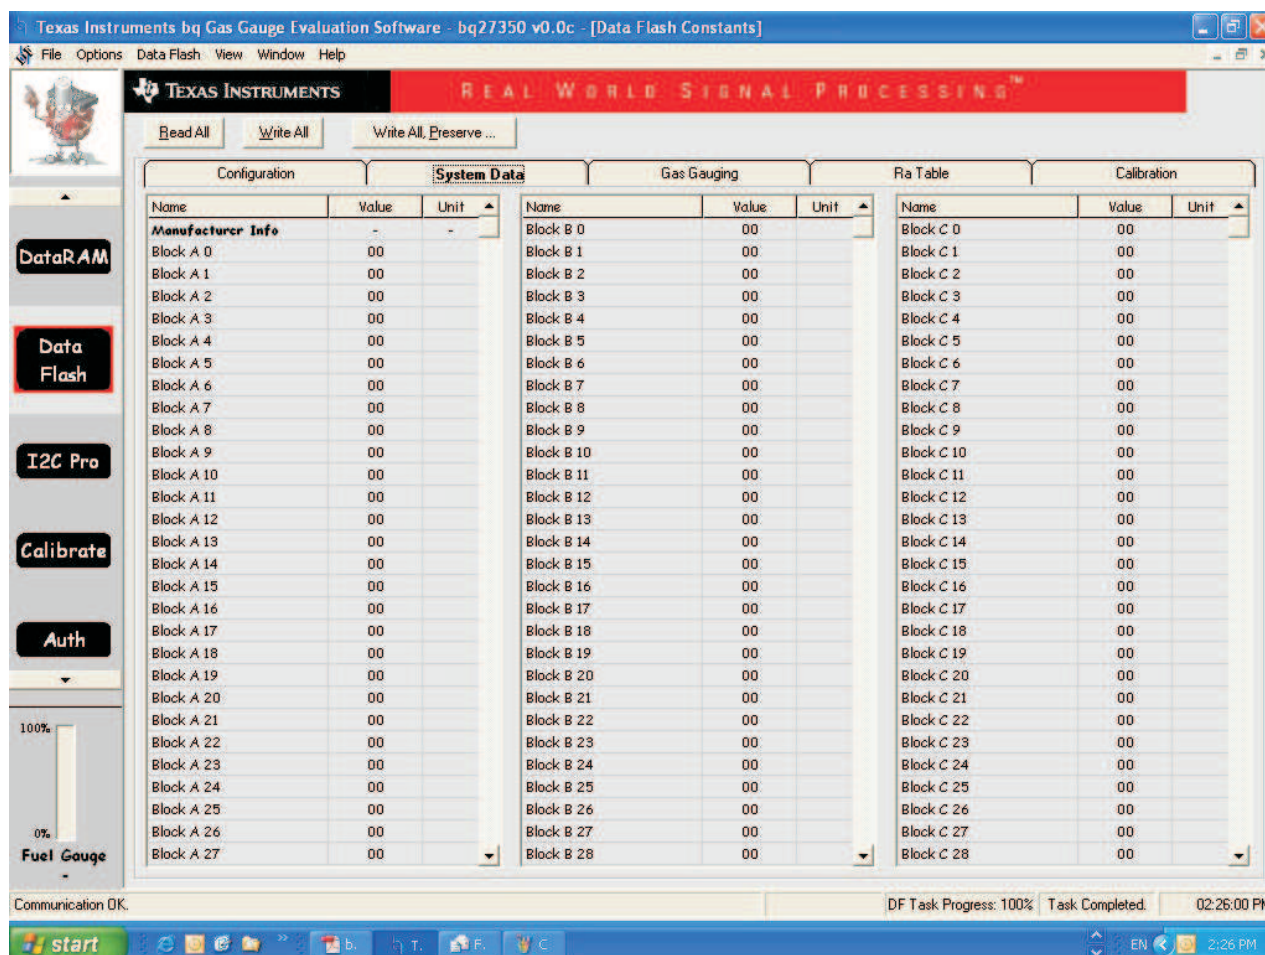 Texas Instruments bq Gas Gauge Evaluation Software - bq27350 v0.0c - [Data Flash Constants]
File Options Data Flash View Window Help
TEXAS INSTRUMENTS REAL WORLD SIGNAL PROCESSING™
Read All Write All Write All, Preserve ...
Configuration System Data Gas Gauging Ra Table Calibration
Name Value Unit Name Value Unit Name Value Unit
Manufacturer Info - - Block B 0 00 Block C 0 00
Block A 0 00 Block B 1 00 Block C 1 00
Block A 1 00 Block B 2 00 Block C 2 00
Block A 2 00 Block B 3 00 Block C 3 00
Block A 3 00 Block B 4 00 Block C 4 00
Block A 4 00 Block B 5 00 Block C 5 00
Block A 5 00 Block B 6 00 Block C 6 00
Block A 6 00 Block B 7 00 Block C 7 00
Block A 7 00 Block B 8 00 Block C 8 00
Block A 8 00 Block B 9 00 Block C 9 00
Block A 9 00 Block B 10 00 Block C 10 00
Block A 10 00 Block B 11 00 Block C 11 00
Block A 11 00 Block B 12 00 Block C 12 00
Block A 12 00 Block B 13 00 Block C 13 00
Block A 13 00 Block B 14 00 Block C 14 00
Block A 14 00 Block B 15 00 Block C 15 00
Block A 15 00 Block B 16 00 Block C 16 00
Block A 16 00 Block B 17 00 Block C 17 00
Block A 17 00 Block B 18 00 Block C 18 00
Block A 18 00 Block B 19 00 Block C 19 00
Block A 19 00 Block B 20 00 Block C 20 00
Block A 20 00 Block B 21 00 Block C 21 00
Block A 21 00 Block B 22 00 Block C 22 00
Block A 22 00 Block B 23 00 Block C 23 00
Block A 23 00 Block B 24 00 Block C 24 00
Block A 24 00 Block B 25 00 Block C 25 00
Block A 25 00 Block B 26 00 Block C 26 00
Block A 26 00 Block B 27 00 Block C 27 00
Block A 27 00 Block B 28 00 Block C 28 00
DataRAM
Data
Flash
I2C Pro
Calibrate
Auth
100%
0%
Fuel Gauge
-
Communication OK. DF Task Progress: 100% Task Completed. 02:26:00 PM
start b. T. F. C EN 2:26 PM